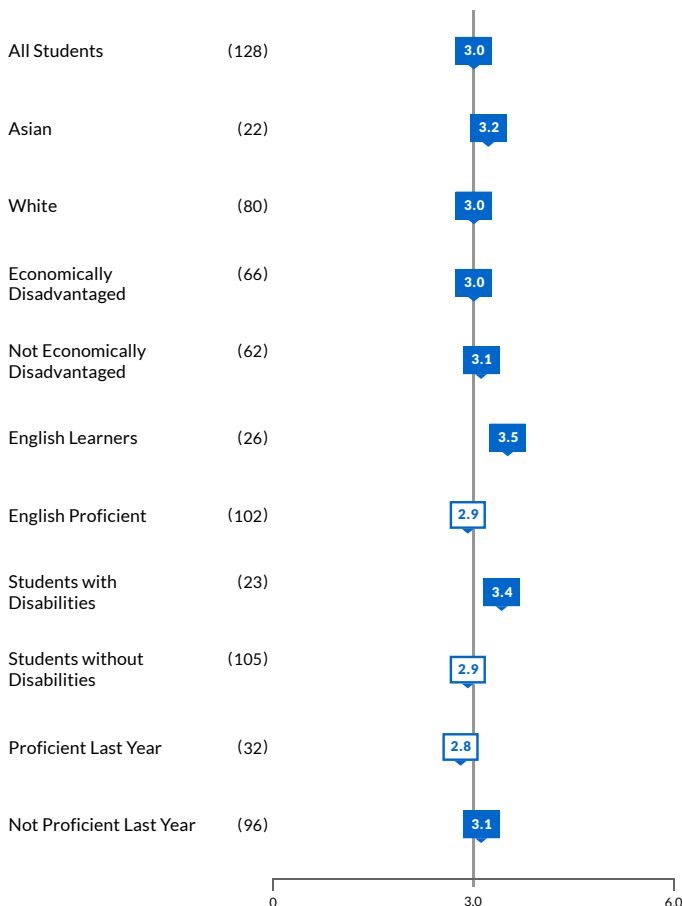 All Students (128) 3.0
Asian (22) 3.2
White (80) 3.0
Economically (66)
Disadvantaged 3.0
Not Economically (62)
Disadvantaged 3.1
English Learners (26) 3.5
English Proficient (102) 2.9
Students with (23)
Disabilities 3.4
Students without (105)
Disabilities 2.9
Proficient Last Year (32) 2.8
Not Proficient Last Year (96) 3.1
0 3.0 6.0